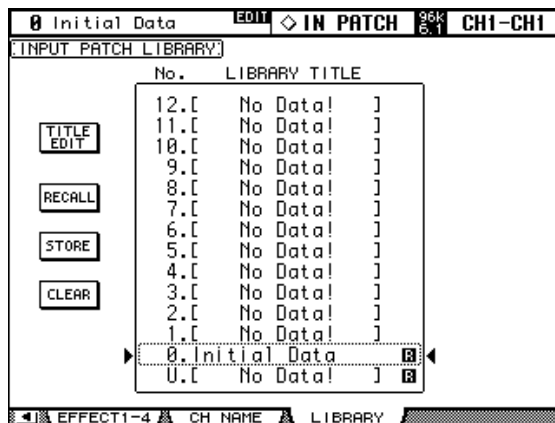 0 Initial Data EDIT ◇ IN PATCH 96k 6.1 CH1-CH1
INPUT PATCH LIBRARY
No. LIBRARY TITLE
12.[ No Data! ]
11.[ No Data! ]
10.[ No Data! ]
9.[ No Data! ]
8.[ No Data! ]
7.[ No Data! ]
6.[ No Data! ]
5.[ No Data! ]
4.[ No Data! ]
3.[ No Data! ]
2.[ No Data! ]
1.[ No Data! ]
0.Initial Data R
U.[ No Data! ] R
TITLE EDIT
RECALL
STORE
CLEAR
EFFECT1-4 CH NAME LIBRARY